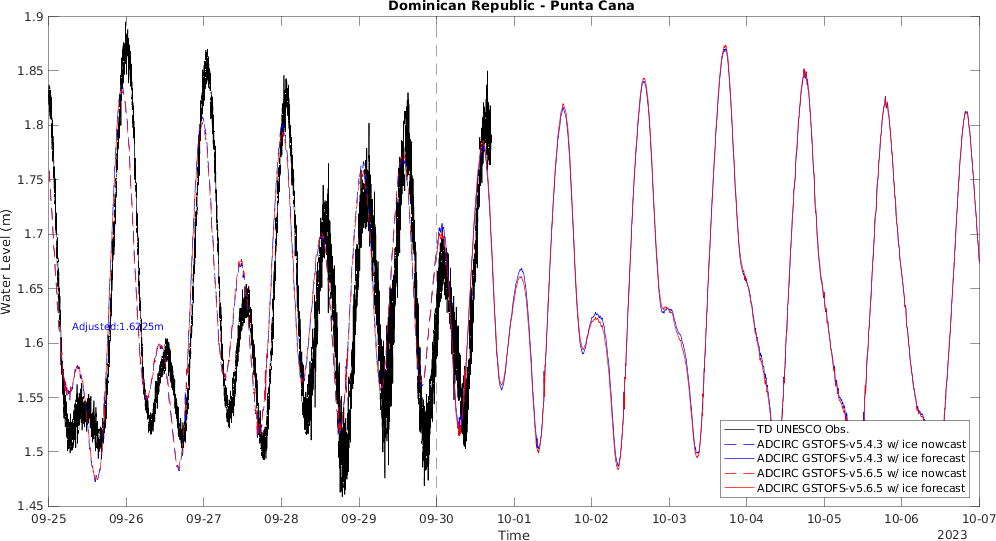 Dominican Republic - Punta Cana
1.9
1.85
1.8
1.75
1.7
1.65
1.6
1.55
1.5
1.45
Water Level (m)
Adjusted:1.6225m
TD UNESCO Obs.
ADCIRC GSTOFS-v5.4.3 w/ ice nowcast
ADCIRC GSTOFS-v5.4.3 w/ ice forecast
ADCIRC GSTOFS-v5.6.5 w/ ice nowcast
ADCIRC GSTOFS-v5.6.5 w/ ice forecast
09-25 09-26 09-27 09-28 09-29 09-30 10-01 10-02 10-03 10-04 10-05 10-06 10-07
Time
2023